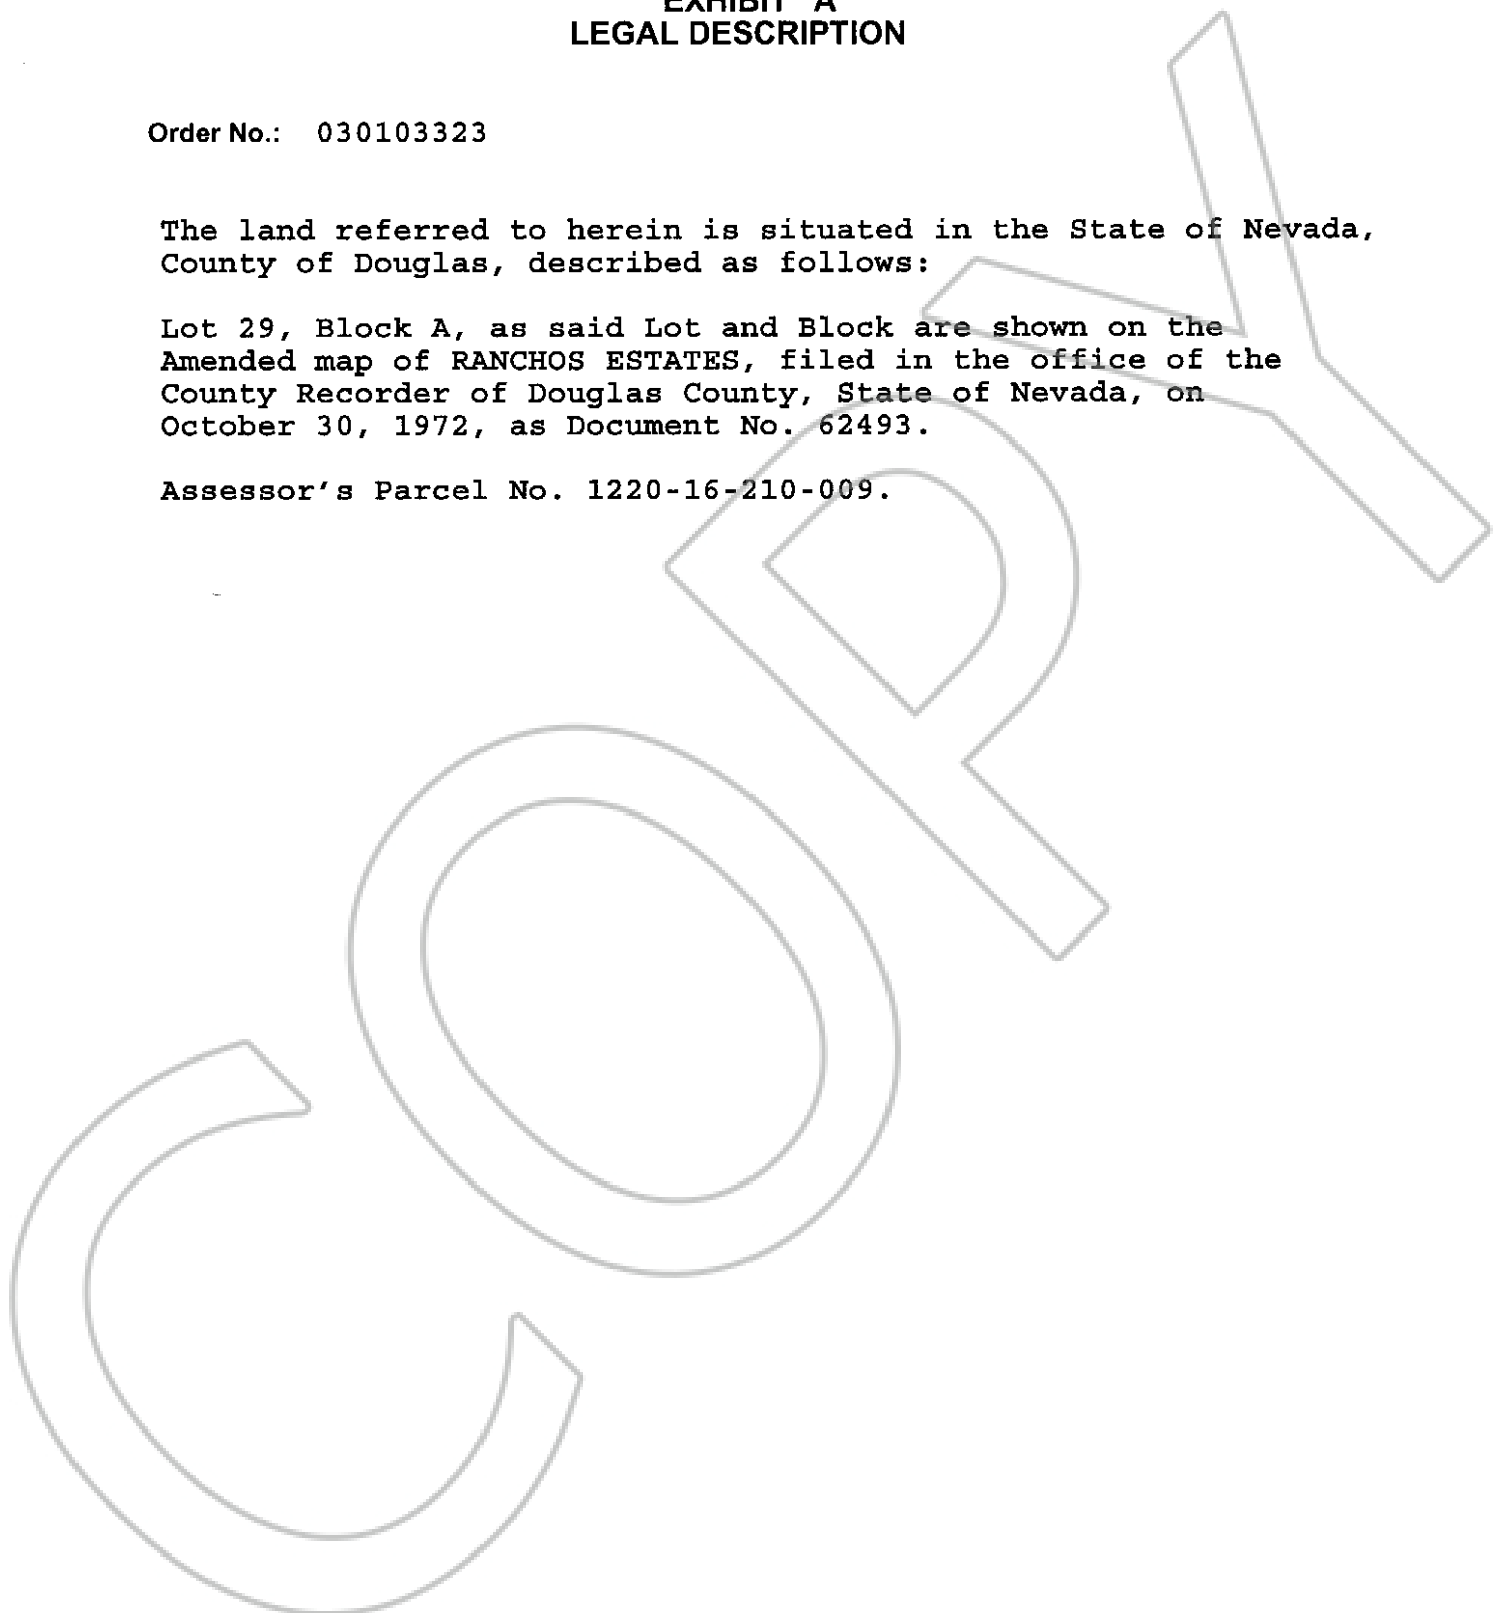 EXHIBIT A
LEGAL DESCRIPTION
Order No.: 030103323
The land referred to herein is situated in the State of Nevada,
County of Douglas, described as follows:
Lot 29, Block A, as said Lot and Block are shown on the
Amended map of RANCHOS ESTATES, filed in the office of the
County Recorder of Douglas County, State of Nevada, on
October 30, 1972, as Document No. 62493.
Assessor's Parcel No. 1220-16-210-009.
COPY